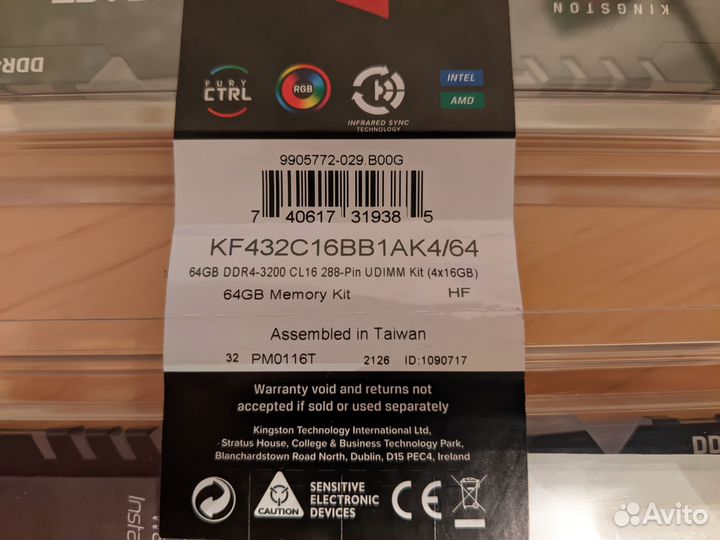 KINGSTON
FURY
CTRL
RGB
INFRARED SYNC
TECHNOLOGY
INTEL
AMD
9905772-029.B00G
7 40617 31938 5
KF432C16BB1AK4/64
64GB DDR4-3200 CL16 288-Pin UDIMM Kit (4x16GB)
64GB Memory Kit HF
Assembled in Taiwan
32 PM0116T 2126 ID:1090717
Warranty void and returns not
accepted if sold or used separately
Kingston Technology International Ltd,
Stratus House, College & Business Technology Park,
Blanchardstown Road North, Dublin, D15 PEC4, Ireland
CAUTION
SENSITIVE
ELECTRONIC
DEVICES
CE
Avito